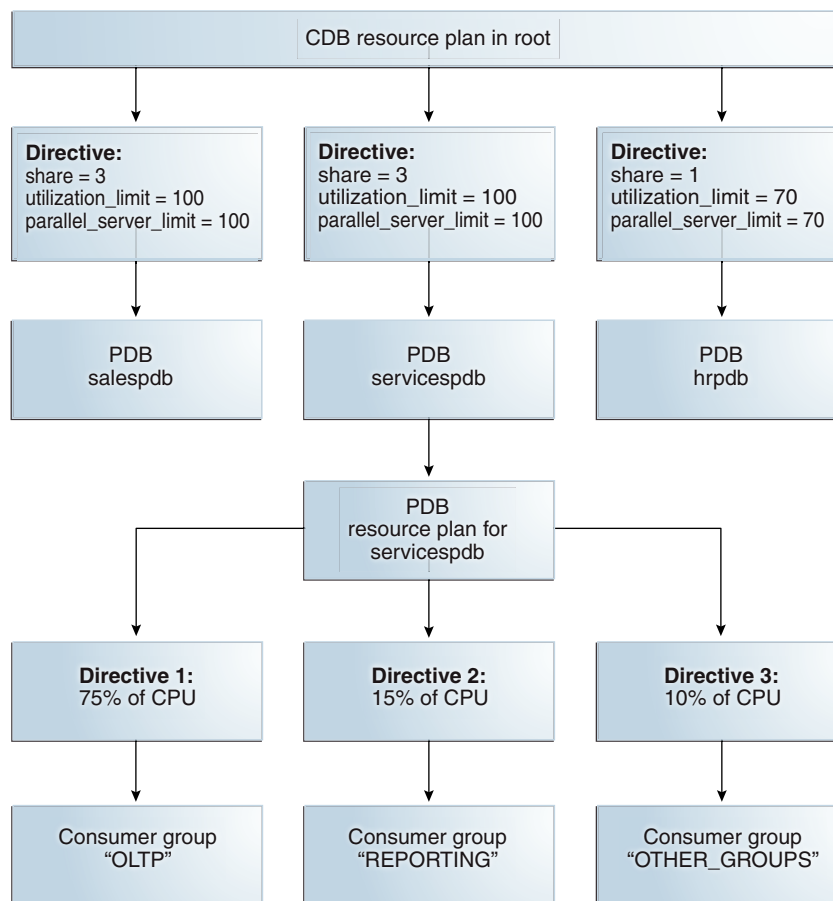 CDB resource plan in root
Directive:
share = 3
utilization_limit = 100
parallel_server_limit = 100
Directive:
share = 3
utilization_limit = 100
parallel_server_limit = 100
Directive:
share = 1
utilization_limit = 70
parallel_server_limit = 70
PDB
salespdb
PDB
servicespdb
PDB
hrpdb
PDB
resource plan for
servicespdb
Directive 1:
75% of CPU
Directive 2:
15% of CPU
Directive 3:
10% of CPU
Consumer group
“OLTP”
Consumer group
“REPORTING”
Consumer group
“OTHER_GROUPS”